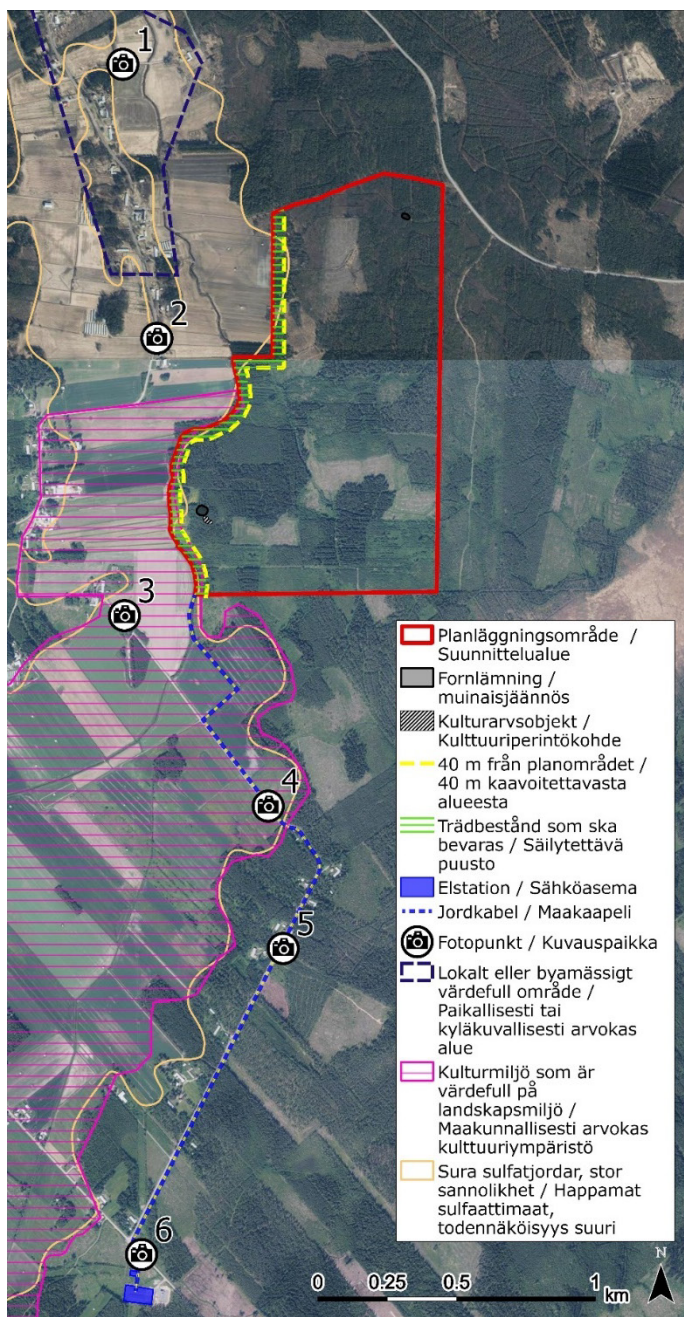 1
2
3
4
5
6
Planläggningsområde /
Suunnittelualue
Fornlämning /
muinaisjäännös
Kulturarvsobjekt /
Kulttuuriperintökohde
40 m från planområdet /
40 m kaavoitettavasta
alueesta
Trädbestånd som ska
bevaras / Säilytettävä
puusto
Elstation / Sähköasema
Jordkabel / Maakaapeli
Fotopunkt / Kuvauspaikka
Lokalt eller byamässigt
värdefull område /
Paikallisesti tai
kyläkuvallisesti arvokas
alue
Kulturmiljö som är
värdefull på
landskapsmiljö /
Maakunnallisesti arvokas
kulttuuriympäristö
Sura sulfatjordar, stor
sannolikhet / Happamat
sulfaattimaat,
todennäköisyys suuri
N
0 0.25 0.5 1
km